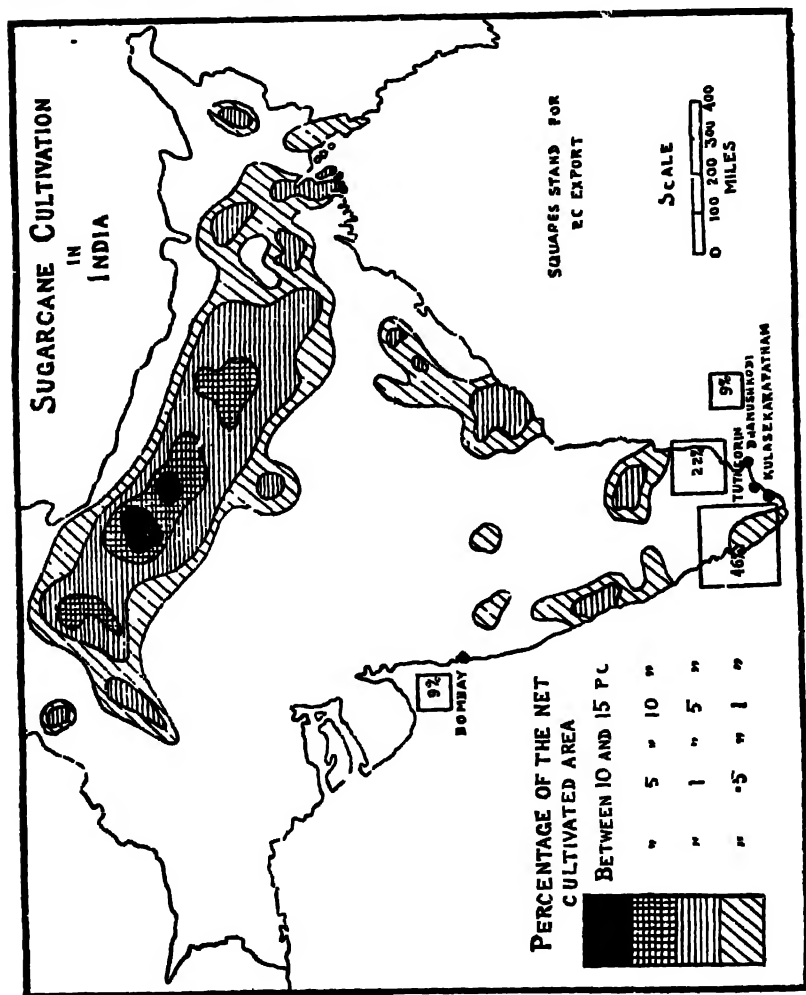 SUGARCANE CULTIVATION
IN
INDIA
SQUARES STAND FOR
PC EXPORT
SCALE
0 100 200 300 400
MILES
9%
BOMBAY
22%
46%
9%
TUTICORIN
DHANUSHKODI
KULASEKARAPATNAM
PERCENTAGE OF THE NET
CULTIVATED AREA
BETWEEN 10 AND 15 PC
" 5 " 10 "
" 1 " 5 "
" .5 " 1 "